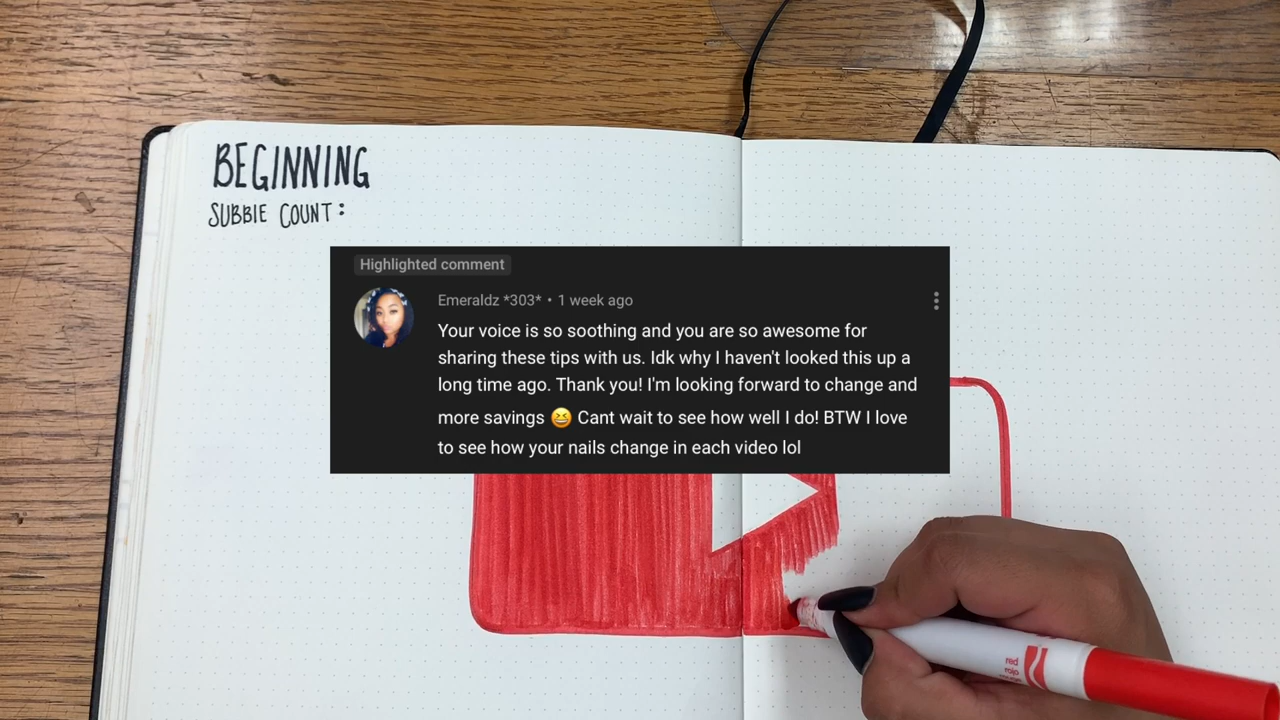 BEGINNING
SUBBIE COUNT:
Highlighted comment
Emeraldz *303* • 1 week ago
Your voice is so soothing and you are so awesome for
sharing these tips with us. Idk why I haven't looked this up a
long time ago. Thank you! I'm looking forward to change and
more savings 😆 Cant wait to see how well I do! BTW I love
to see how your nails change in each video lol
red
rojo